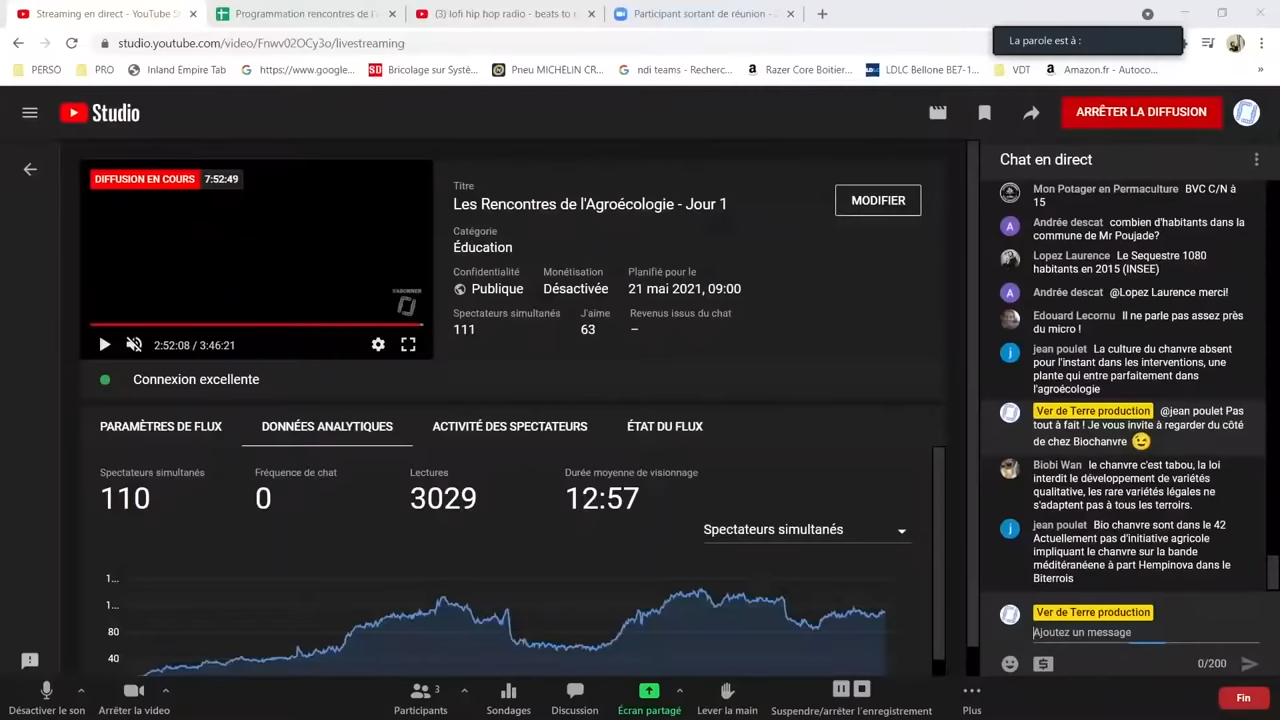 Streaming en direct - YouTube S
Programmation rencontres de l'
(3) lofi hip hop radio - beats to r
Participant sortant de réunion -
studio.youtube.com/video/Fnwv02OCy3o/livestreaming
La parole est à :
PERSO
PRO
Inland Empire Tab
https://www.google...
Bricolage sur Systè...
Pneu MICHELIN CR...
ndi teams - Recherc...
Razer Core Boitier...
LDLC Bellone BE7-1...
VDT
Amazon.fr - Autoco...
»
Studio
ARRÊTER LA DIFFUSION
DIFFUSION EN COURS 7:52:49
S'ABONNER
2:52:08 / 3:46:21
Titre
Les Rencontres de l'Agroécologie - Jour 1
MODIFIER
Catégorie
Éducation
Confidentialité Monétisation Planifié pour le
Publique Désactivée 21 mai 2021, 09:00
Spectateurs simultanés J'aime Revenus issus du chat
111 63 –
Connexion excellente
PARAMÈTRES DE FLUX
DONNÉES ANALYTIQUES
ACTIVITÉ DES SPECTATEURS
ÉTAT DU FLUX
Spectateurs simultanés Fréquence de chat Lectures Durée moyenne de visionnage
110 0 3029 12:57
Spectateurs simultanés
1...
1...
80
40
Chat en direct
Mon Potager en Permaculture BVC C/N à
15
Andrée descat combien d'habitants dans la
commune de Mr Poujade?
Lopez Laurence Le Sequestre 1080
habitants en 2015 (INSEE)
A
Andrée descat @Lopez Laurence merci!
A
Edouard Lecornu Il ne parle pas assez près
du micro !
jean poulet La culture du chanvre absent
pour l'instant dans les interventions, une
plante qui entre parfaitement dans
l'agroécologie
j
Ver de Terre production @jean poulet Pas
tout à fait ! Je vous invite à regarder du côté
de chez Biochanvre 😉
Biobi Wan le chanvre c'est tabou, la loi
interdit le développement de variétés
qualitative, les rare variétés légales ne
s'adaptent pas à tous les terroirs.
jean poulet Bio chanvre sont dans le 42
Actuellement pas d'initiative agricole
impliquant le chanvre sur la bande
méditéranéene à part Hempinova dans le
Biterrois
j
Ver de Terre production
Ajoutez un message
0/200
Désactiver le son
Arrêter la vidéo
3
Participants
Sondages
Discussion
Écran partagé
Lever la main
Suspendre/arrêter l'enregistrement
Plus
Fin